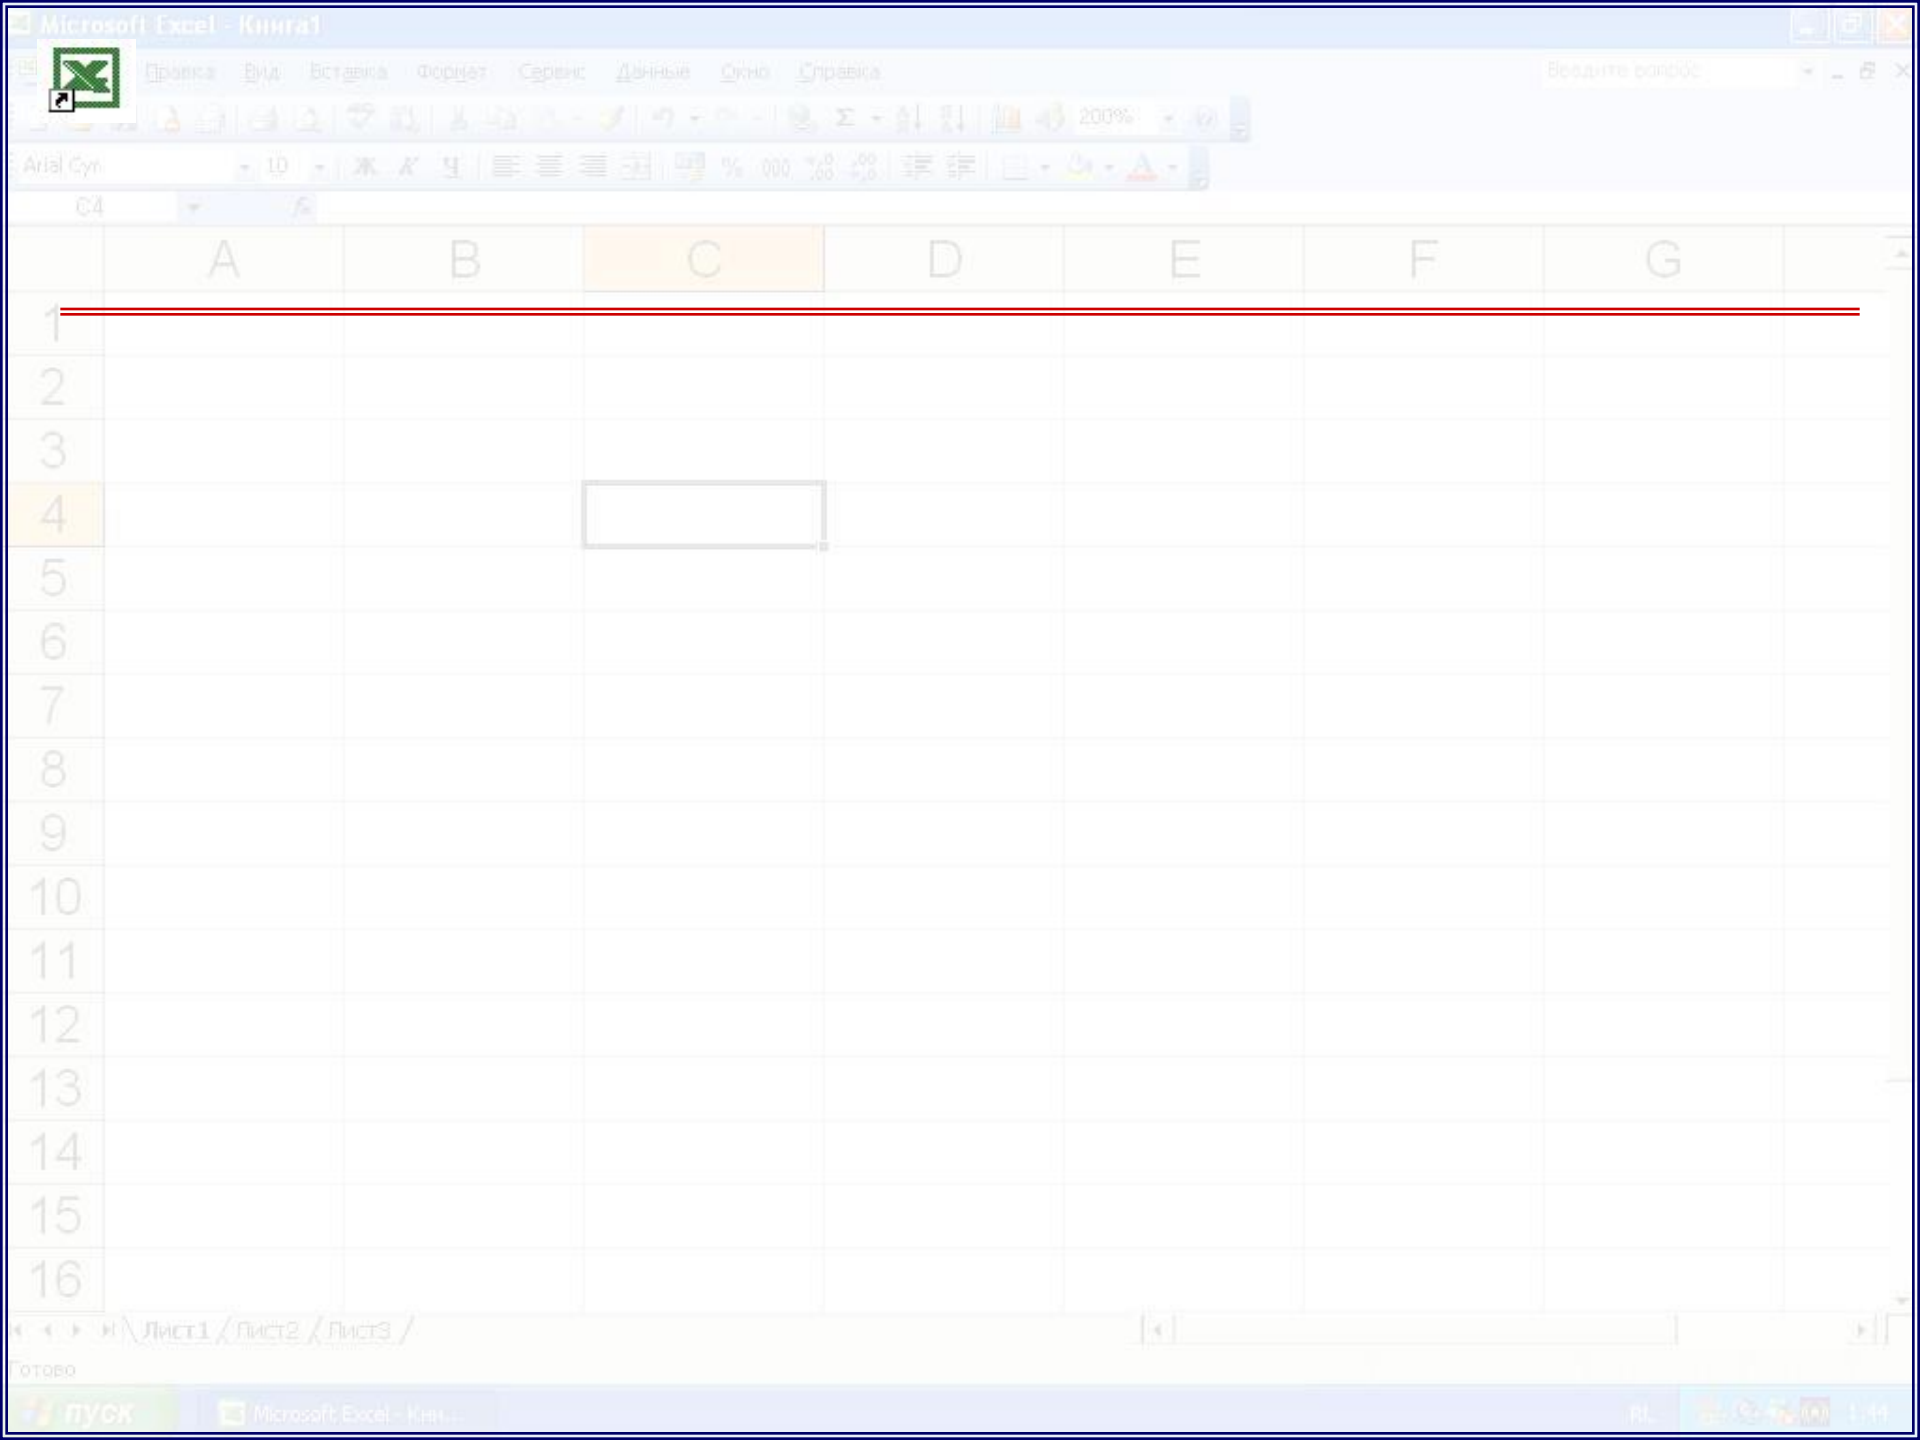 Microsoft Excel - Книга1
Правка Вид Вставка Формат Сервис Данные Окно Справка Введите вопрос
200%
Arial Cyr 10 Ж К Ч % 000
C4 fx
A B C D E F G
1
2
3
4
5
6
7
8
9
10
11
12
13
14
15
16
Лист1 Лист2 Лист3
Готово
пуск Microsoft Excel - Кни...